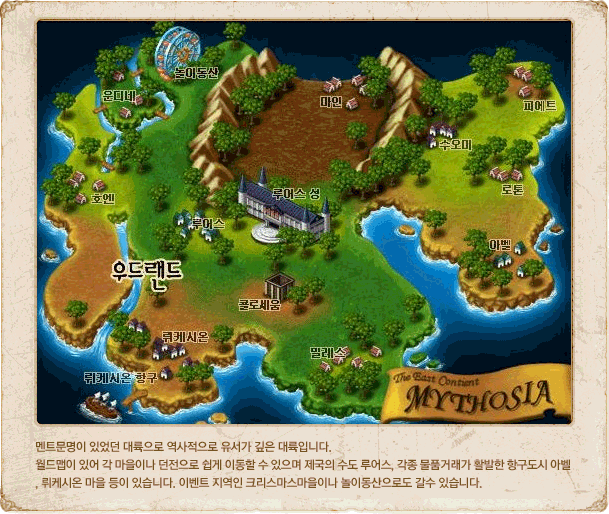 놀이동산
운디네
마인
피에트
수오미
로톤
호엔
루어스 성
루어스
아벨
우드랜드
콜로세움
뤼케시온
밀레스
뤼케시온 항구
The East Contient
MYTHOSIA
멘트문명이 있었던 대륙으로 역사적으로 유서가 깊은 대륙입니다.
월드맵이 있어 각 마을이나 던전으로 쉽게 이동할 수 있으며 제국의 수도 루어스, 각종 물품거래가 활발한 항구도시 아벨
, 뤼케시온 마을 등이 있습니다. 이벤트 지역인 크리스마스마을이나 놀이동산으로도 갈수 있습니다.